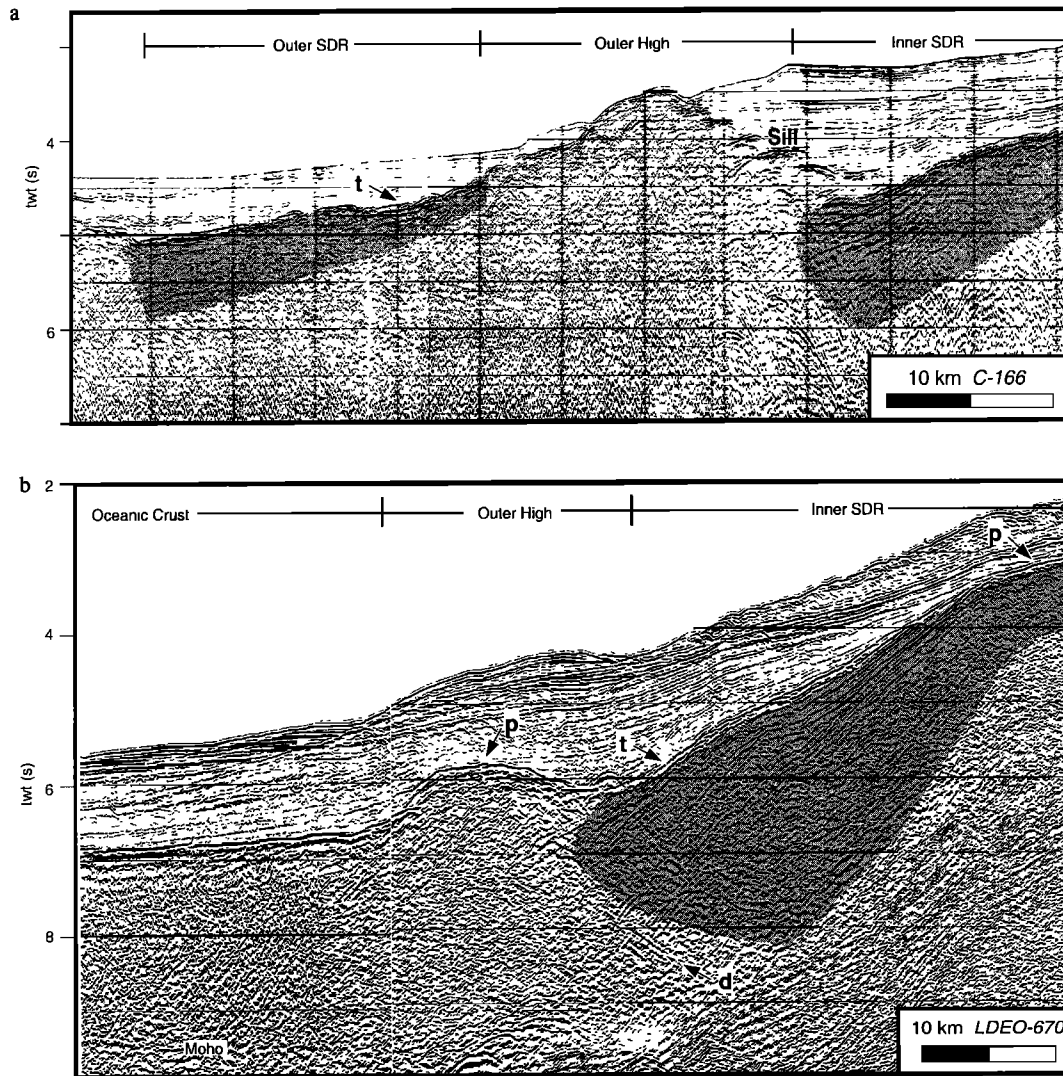 a
Outer SDR Outer High Inner SDR
4
Sill
t
twt (s)
6
10 km C-166
b
2
Oceanic Crust Outer High Inner SDR
p
4
p
t
twt (s)
6
8
d
Moho
10 km LDEO-670